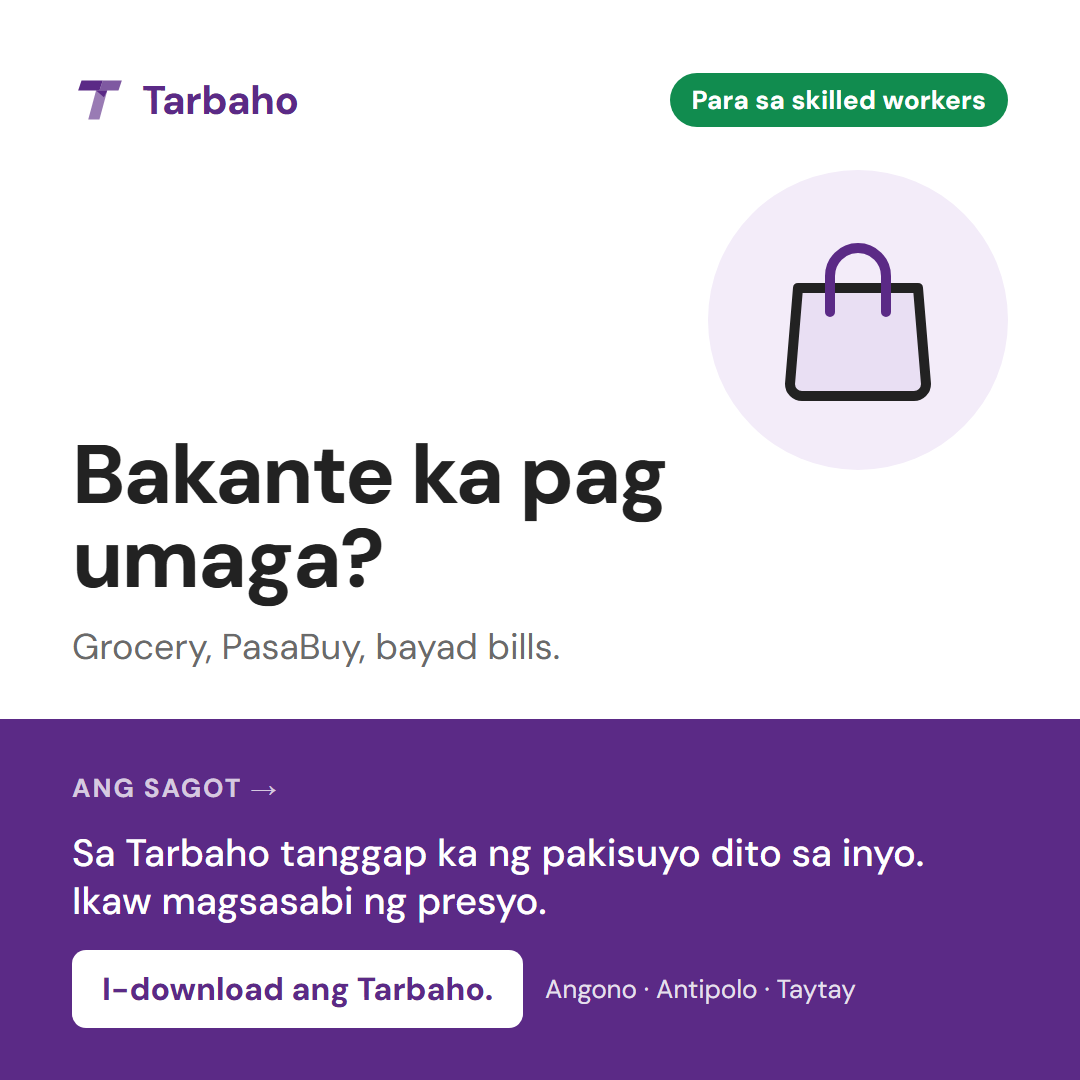 Tarbaho
Para sa skilled workers
Bakante ka pag
umaga?
Grocery, PasaBuy, bayad bills.
ANG SAGOT →
Sa Tarbaho tanggap ka ng pakisuyo dito sa inyo.
Ikaw magsasabi ng presyo.
I-download ang Tarbaho.
Angono · Antipolo · Taytay